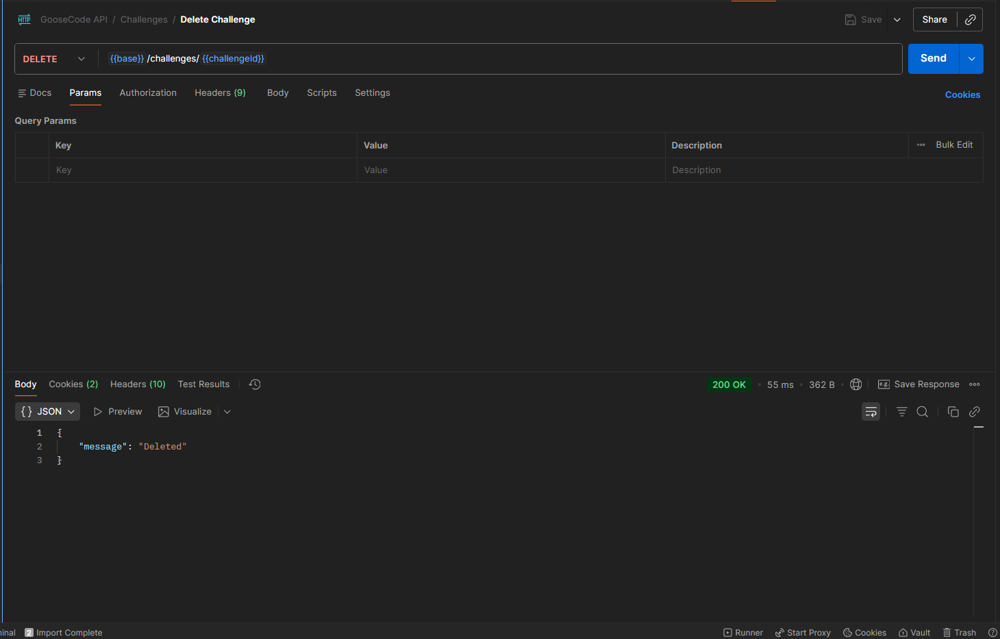 HTTP GooseCode API / Challenges / Delete Challenge Save Share
DELETE {{base}} /challenges/ {{challengeId}} Send
Docs Params Authorization Headers (9) Body Scripts Settings Cookies
Query Params
Key Value Description Bulk Edit
Key Value Description
Body Cookies (2) Headers (10) Test Results 200 OK • 55 ms • 362 B • e.g. Save Response
{} JSON Preview Visualize
1 {
2 "message": "Deleted"
3 }
inal 2 Import Complete Runner Start Proxy Cookies Vault Trash